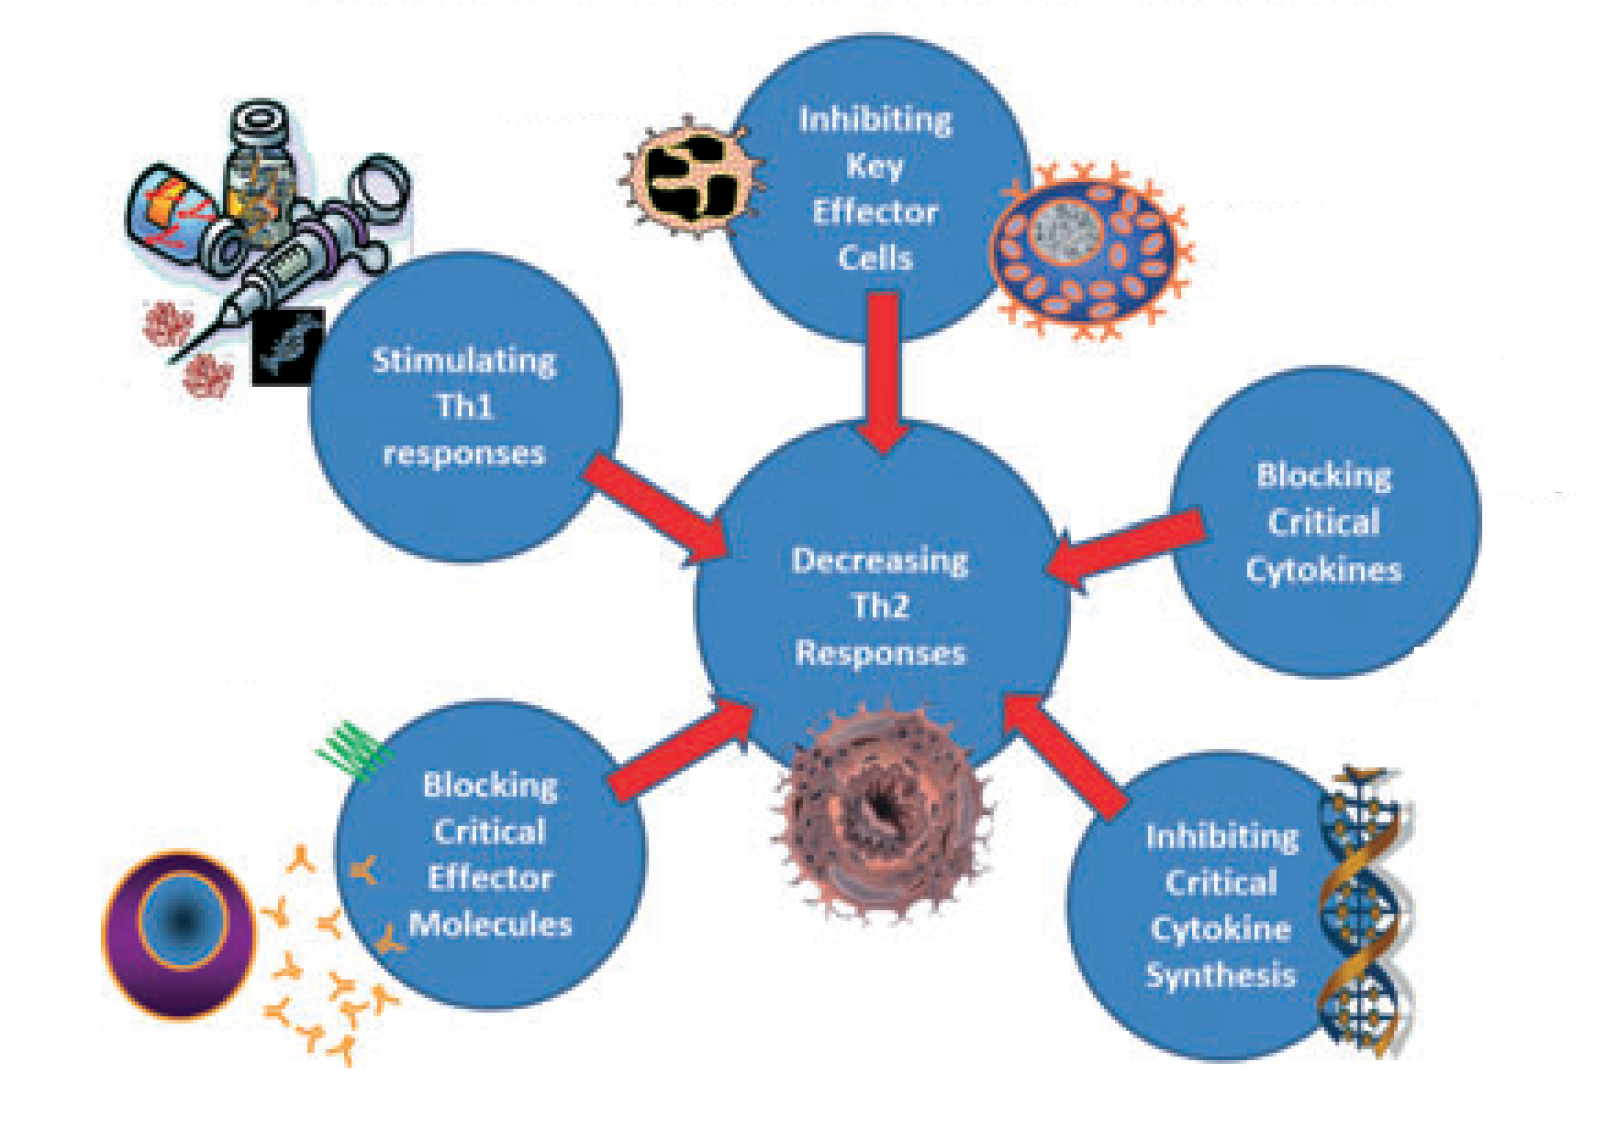 Inhibiting
Key
Effector
Cells
Stimulating
Th1
responses
Blocking
Critical
Cytokines
Decreasing
Th2
Responses
Blocking
Critical
Effector
Molecules
Inhibiting
Critical
Cytokine
Synthesis